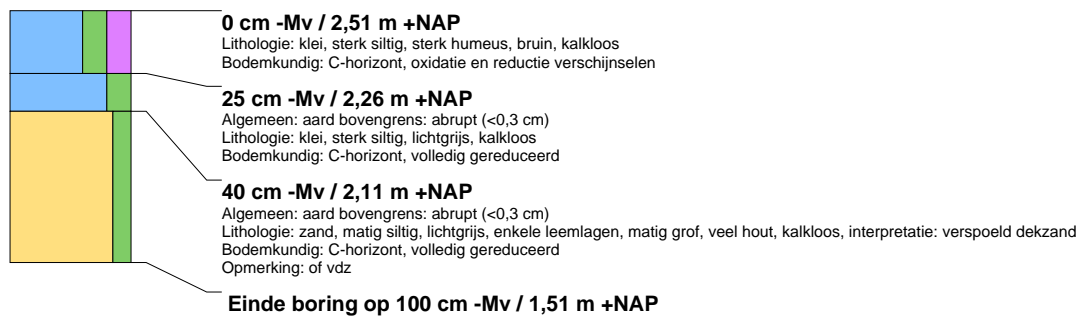 0 cm -Mv / 2,51 m +NAP
Lithologie: klei, sterk siltig, sterk humeus, bruin, kalkloos
Bodemkundig: C-horizont, oxidatie en reductie verschijnselen
25 cm -Mv / 2,26 m +NAP
Algemeen: aard bovengrens: abrupt (<0,3 cm)
Lithologie: klei, sterk siltig, lichtgrijs, kalkloos
Bodemkundig: C-horizont, volledig gereduceerd
40 cm -Mv / 2,11 m +NAP
Algemeen: aard bovengrens: abrupt (<0,3 cm)
Lithologie: zand, matig siltig, lichtgrijs, enkele leemlagen, matig grof, veel hout, kalkloos, interpretatie: verspoeld dekzand
Bodemkundig: C-horizont, volledig gereduceerd
Opmerking: of vdz
Einde boring op 100 cm -Mv / 1,51 m +NAP